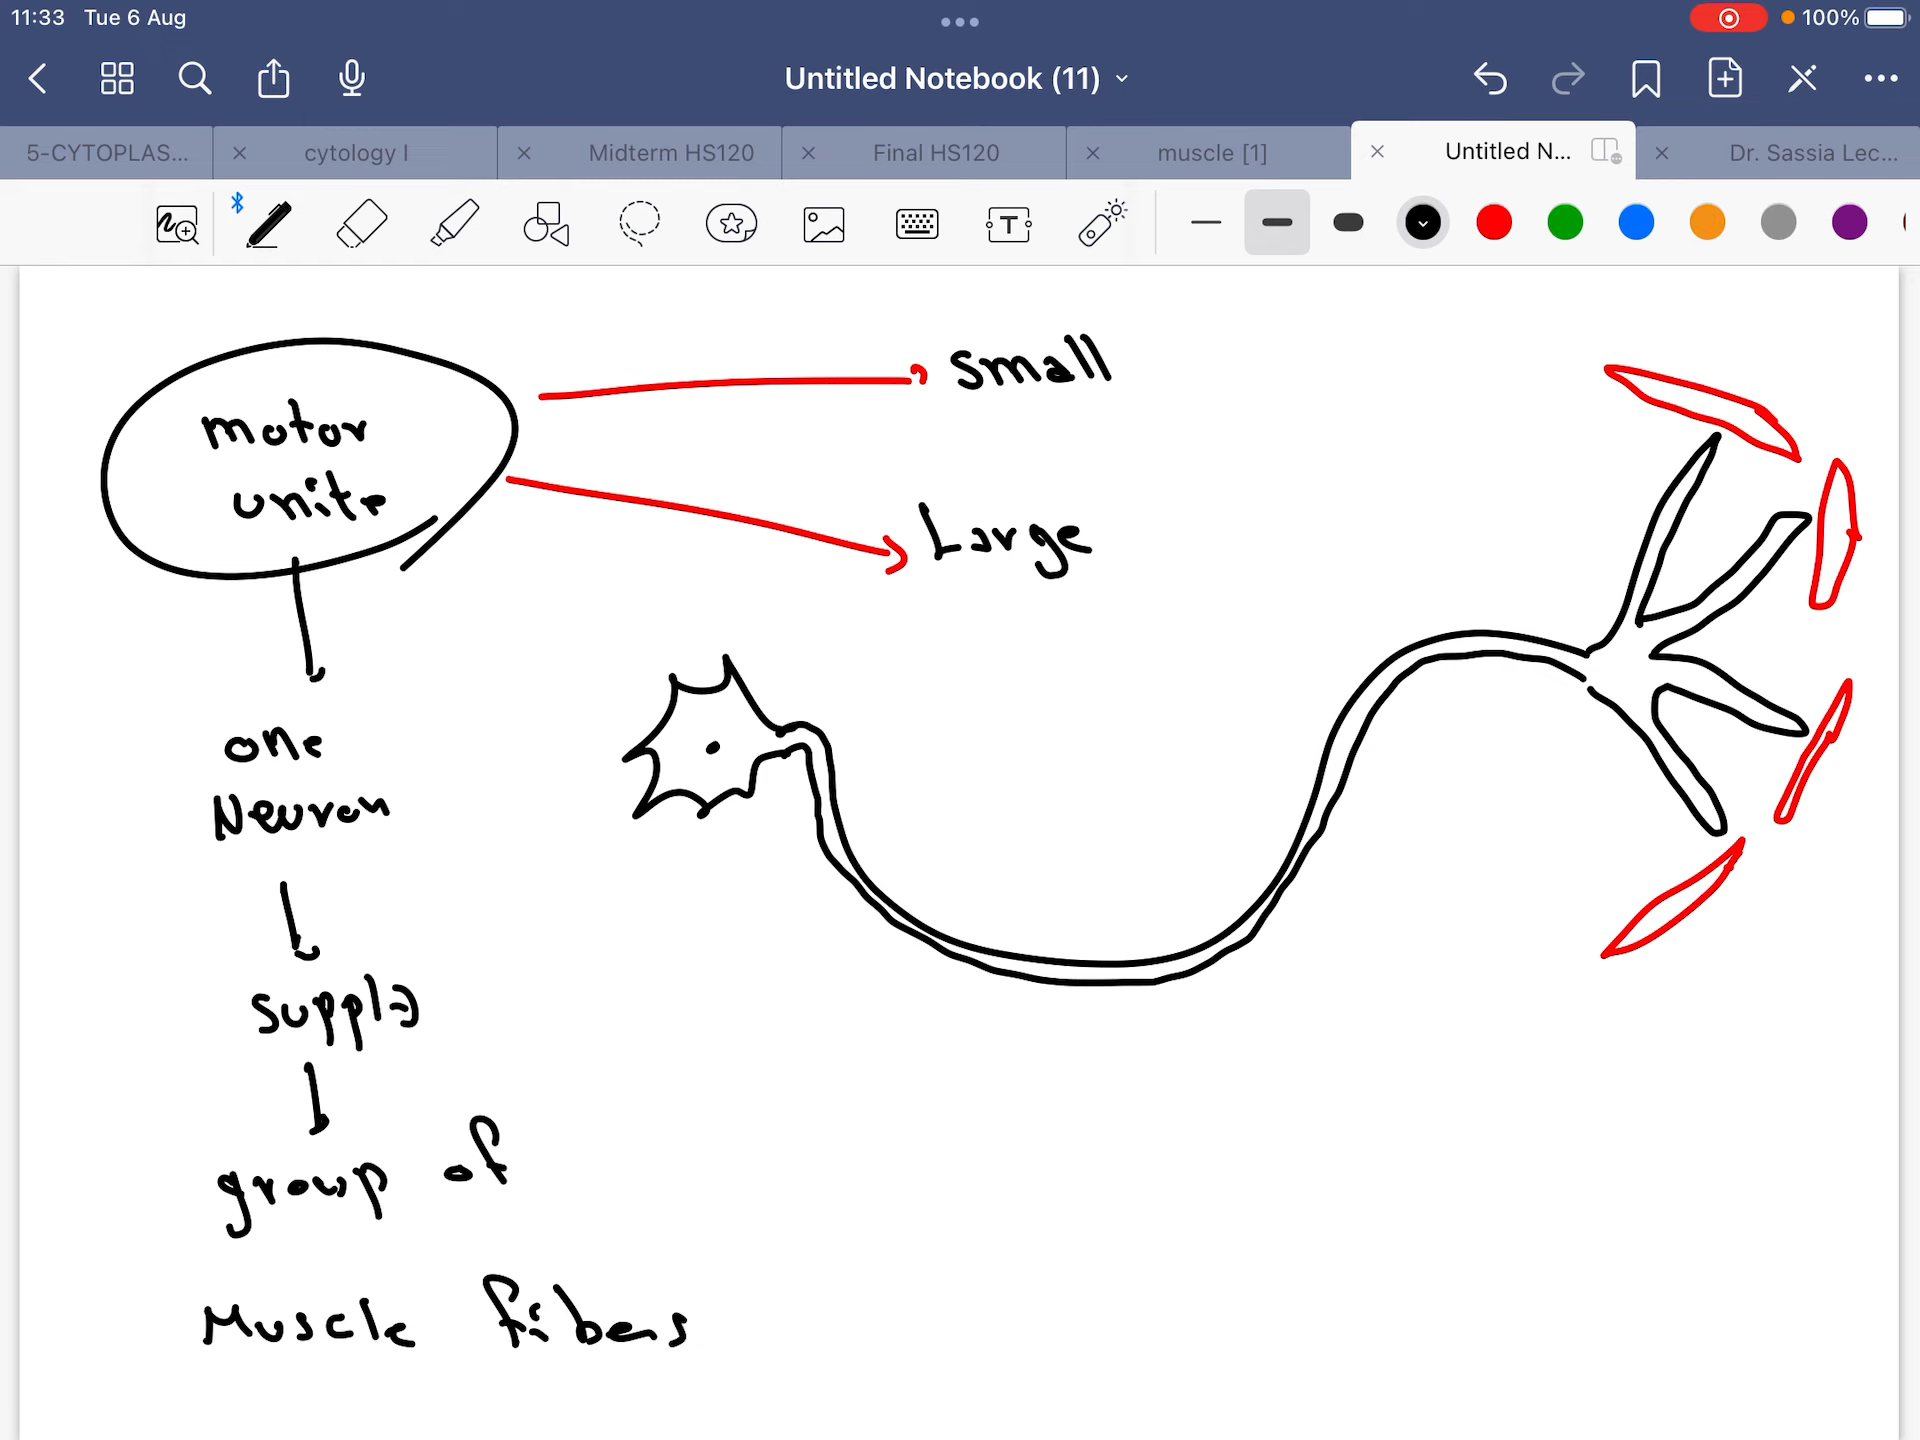 11:33 Tue 6 Aug
100%
Untitled Notebook (11)
5-CYTOPLAS...
cytology I
Midterm HS120
Final HS120
muscle [1]
Untitled N...
Dr. Sassia Lec...
T
motor
unite
Small
Large
one
Neuron
supply
group of
Muscle fibers